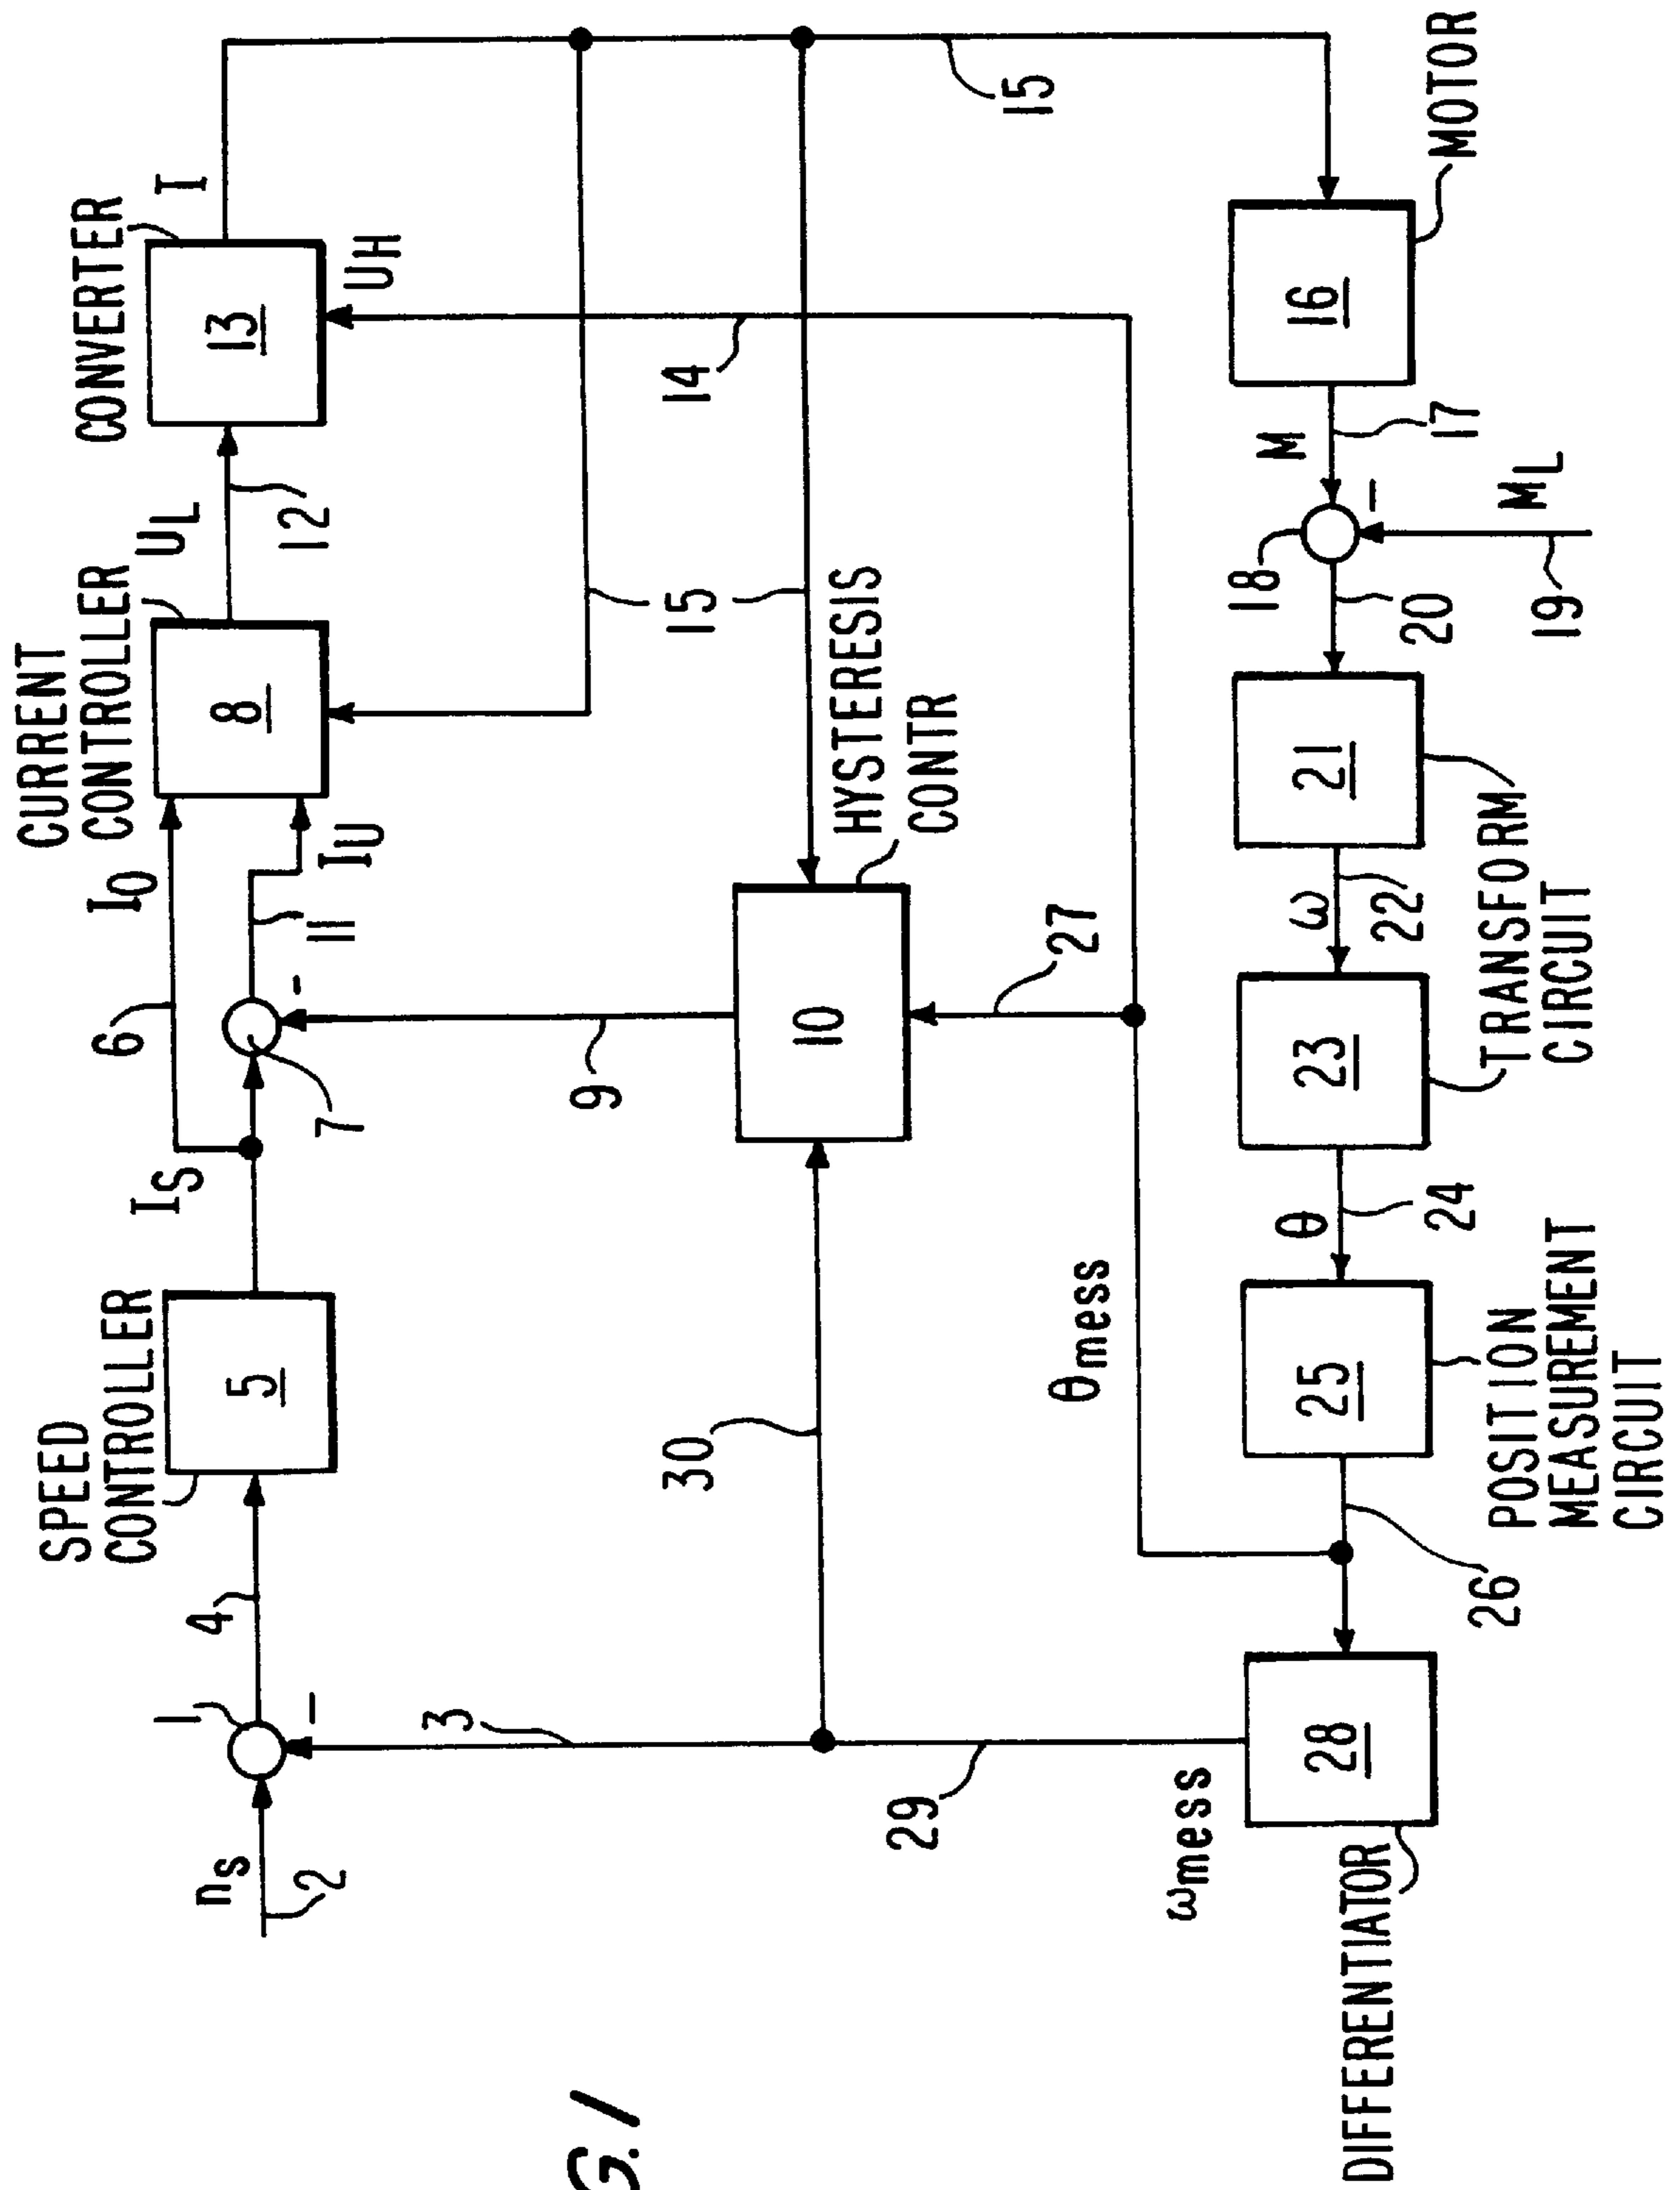 SPEED
CONTROLLER
5
CURRENT
CONTROLLER
8
CONVERTER
13
I
nS
2
1
4
IS
6
IO
7
11
IU
UL
12
UH
3
9
15
14
15
30
10
HYSTERESIS
CONTR
27
29
θmess
ωmess
DIFFERENTIATOR
28
26
25
POSITION
MEASUREMENT
CIRCUIT
θ
24
23
TRANSFORM
CIRCUIT
ω
22
21
20
18
19
ML
M
17
16
MOTOR
-
-
-
G. 1